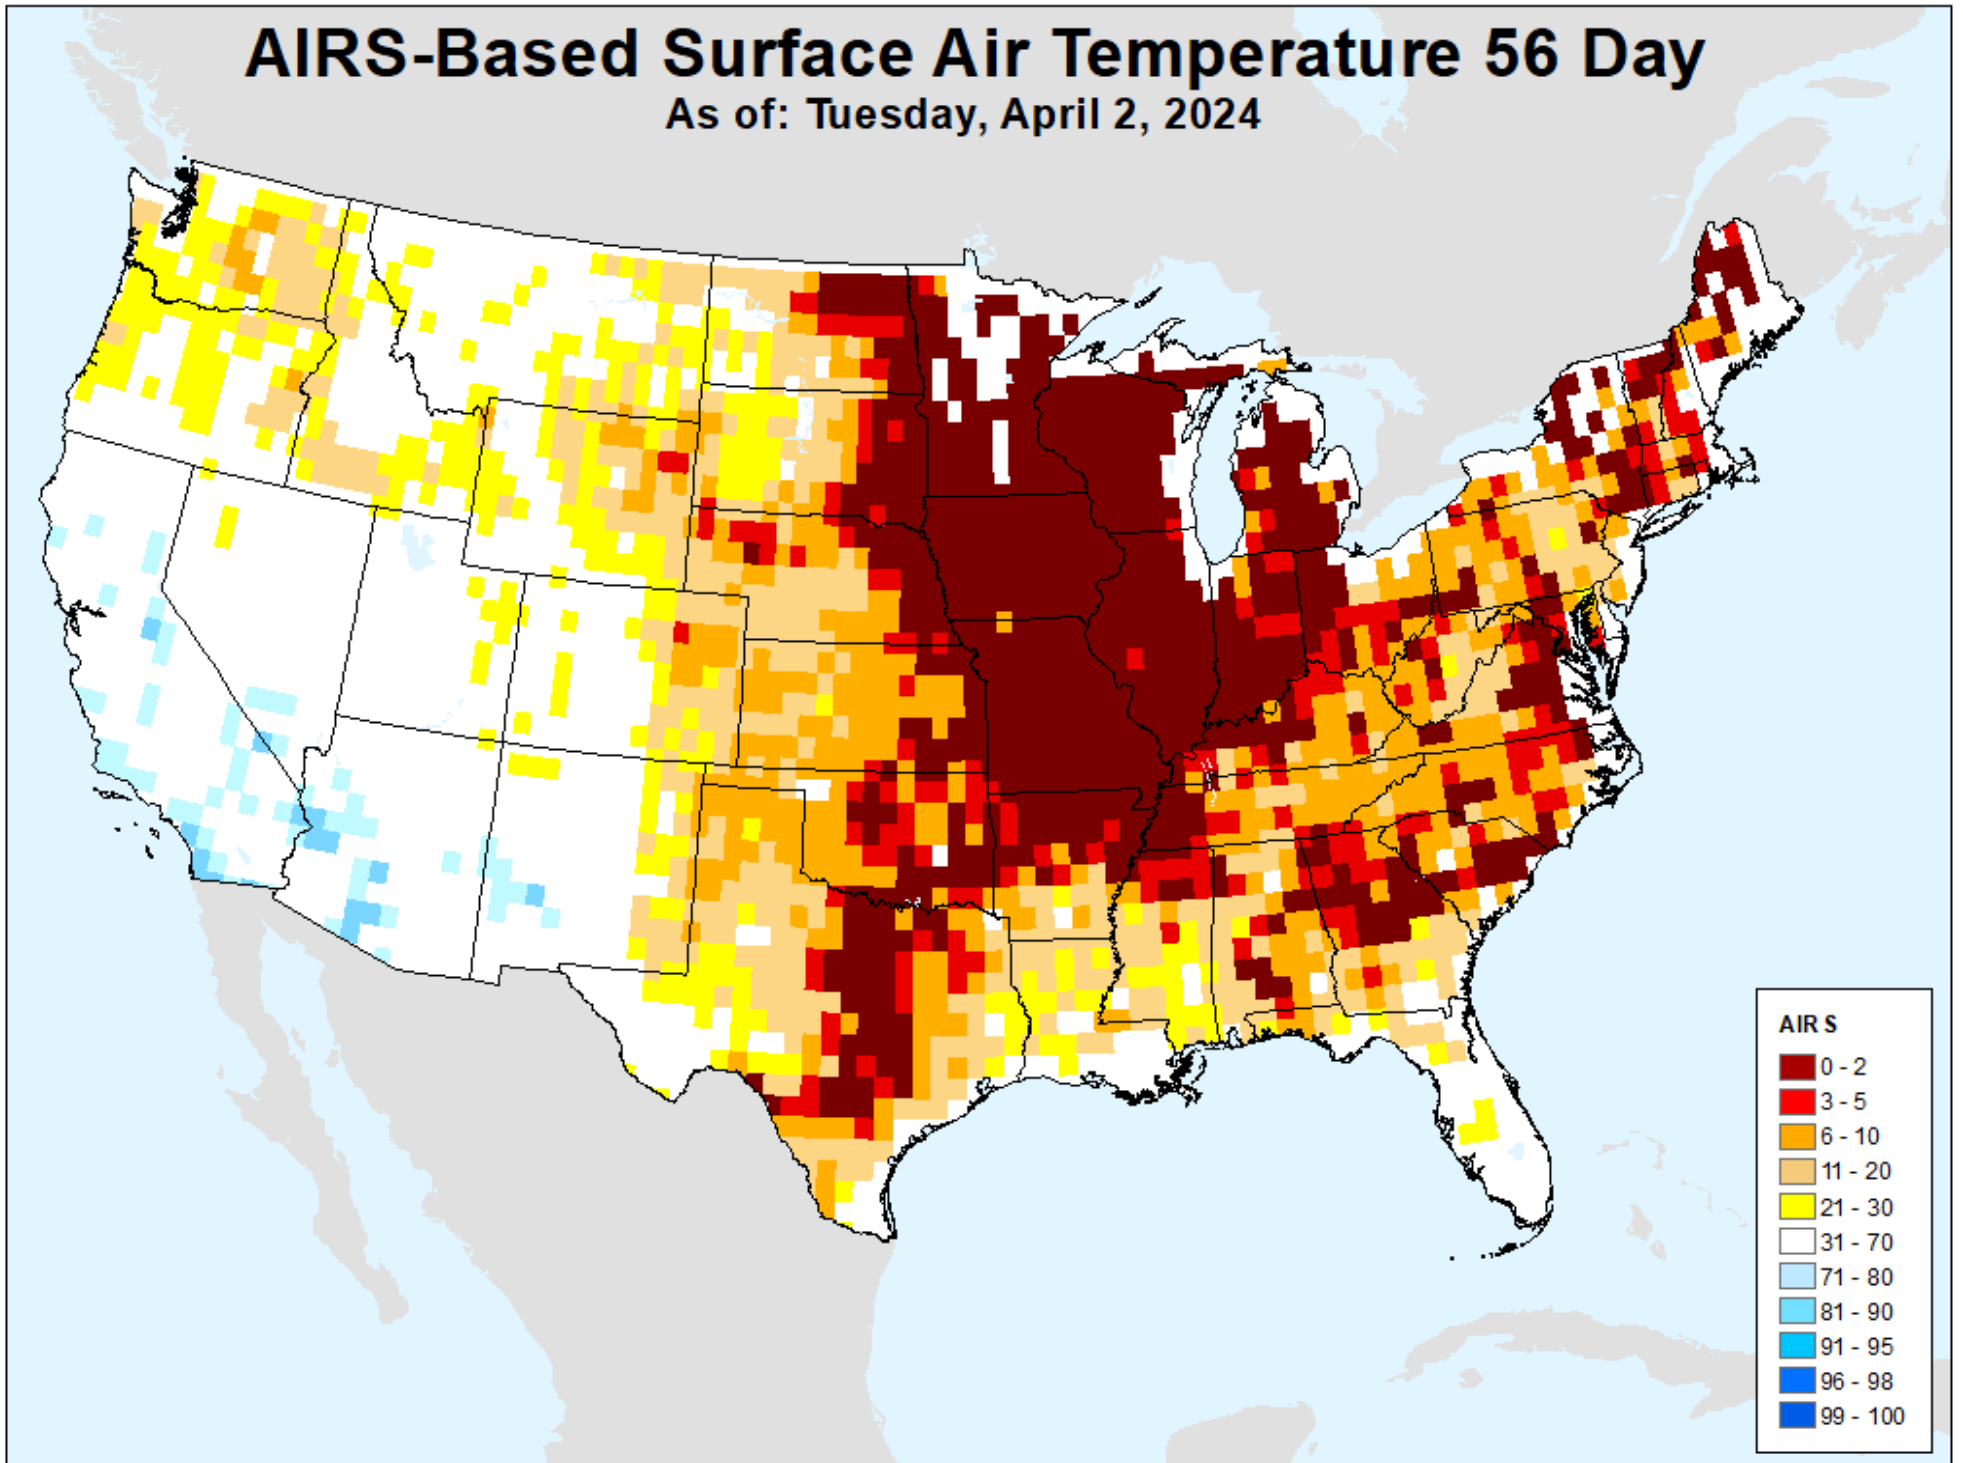 AIRS-Based Surface Air Temperature 56 Day
As of: Tuesday, April 2, 2024
AIRS
0 - 2
3 - 5
6 - 10
11 - 20
21 - 30
31 - 70
71 - 80
81 - 90
91 - 95
96 - 98
99 - 100